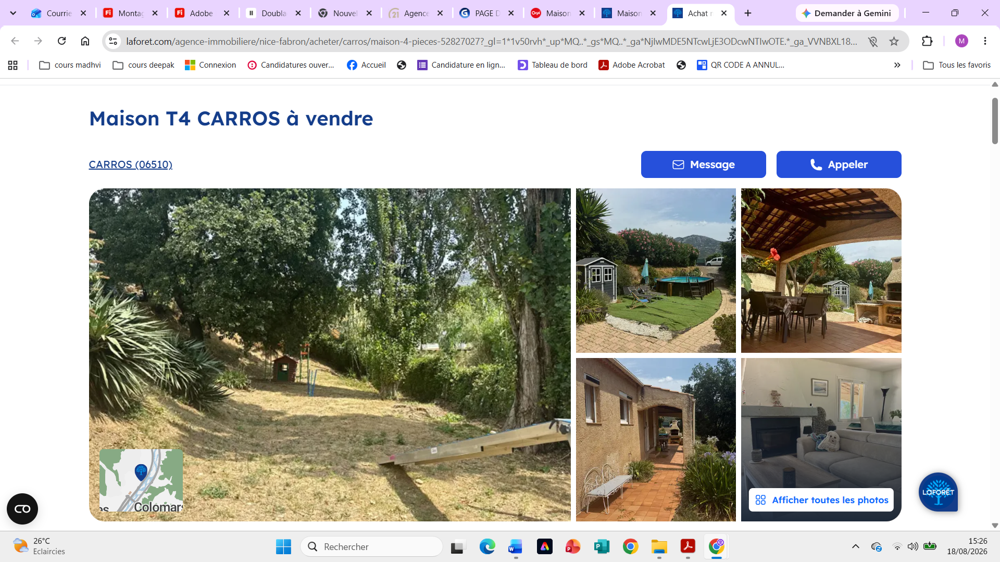 Courrie
Montag
Adobe
Doubla
Nouvel
Agence
PAGE D
Maison
Maison
Achat m
Demander à Gemini
laforet.com/agence-immobiliere/nice-fabron/acheter/carros/maison-4-pieces-52827027?_gl=1*1v50rvh*_up*MQ..*_gs*MQ..*_ga*NjIwMDE5NTcwLjE3ODcwNTIwOTE.*_ga_VVNBXL18...
M
cours madhvi
cours deepak
Connexion
Candidatures ouver...
Accueil
Candidature en lign...
Tableau de bord
Adobe Acrobat
QR CODE A ANNUL...
Tous les favoris
Maison T4 CARROS à vendre
CARROS (06510)
Message
Appeler
Colomars
Afficher toutes les photos
LAFORÊT
26°C
Eclaircies
Rechercher
15:26
18/08/2026